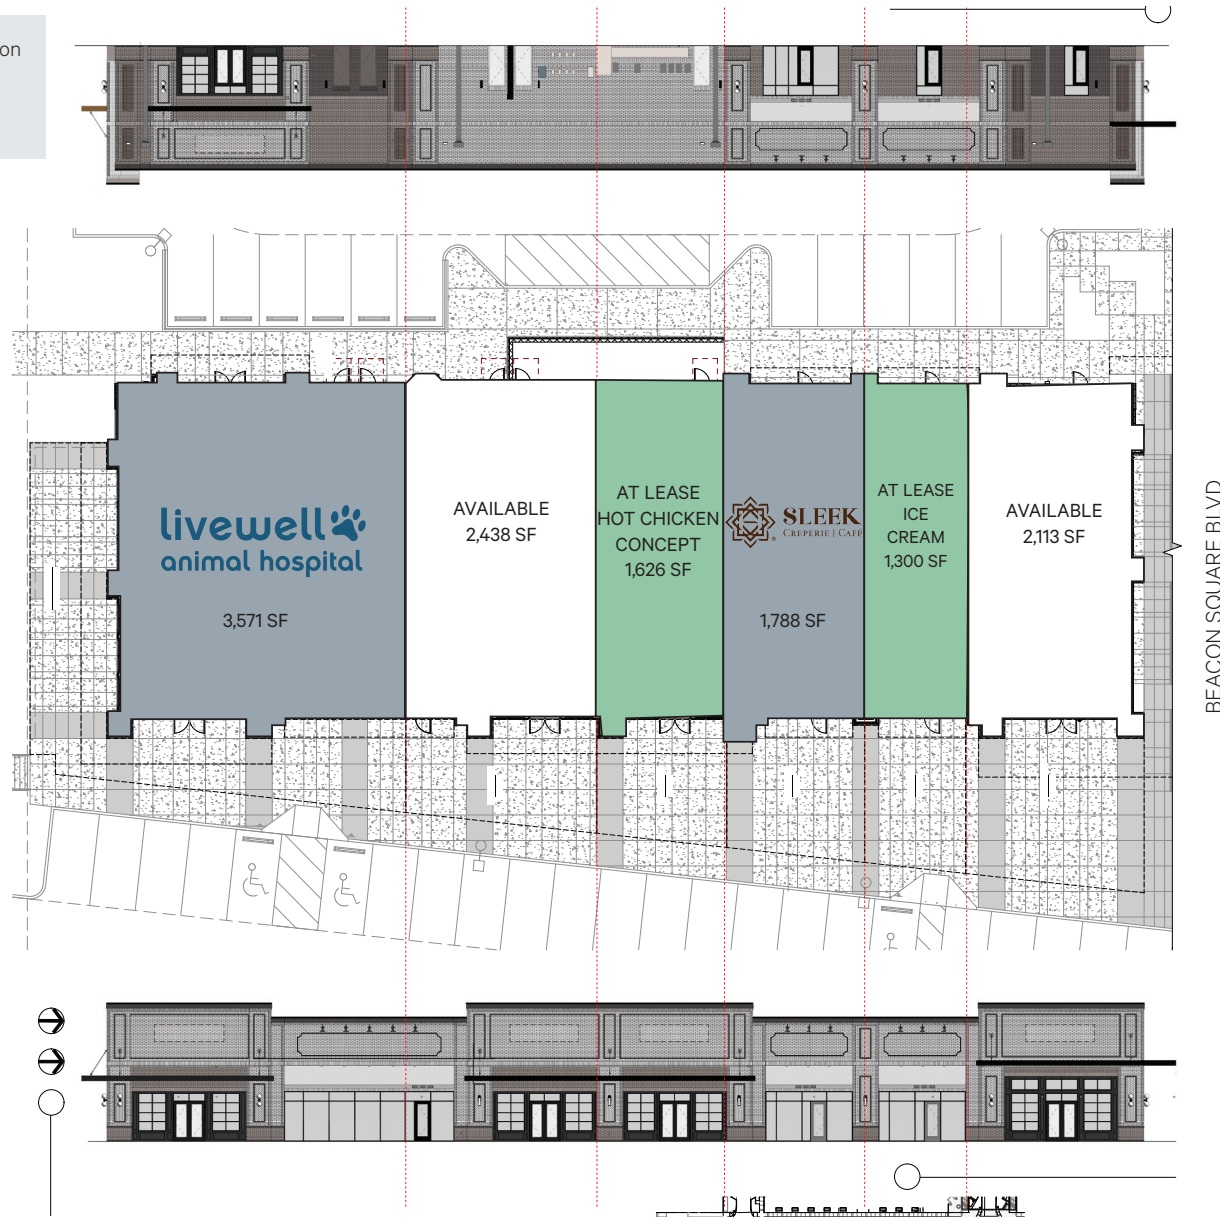 on
livewell
animal hospital
3,571 SF
AVAILABLE
2,438 SF
AT LEASE
HOT CHICKEN
CONCEPT
1,626 SF
SLEEK
CREPERIE | CAFE
1,788 SF
AT LEASE
ICE
CREAM
1,300 SF
AVAILABLE
2,113 SF
BEACON SQUARE BLVD